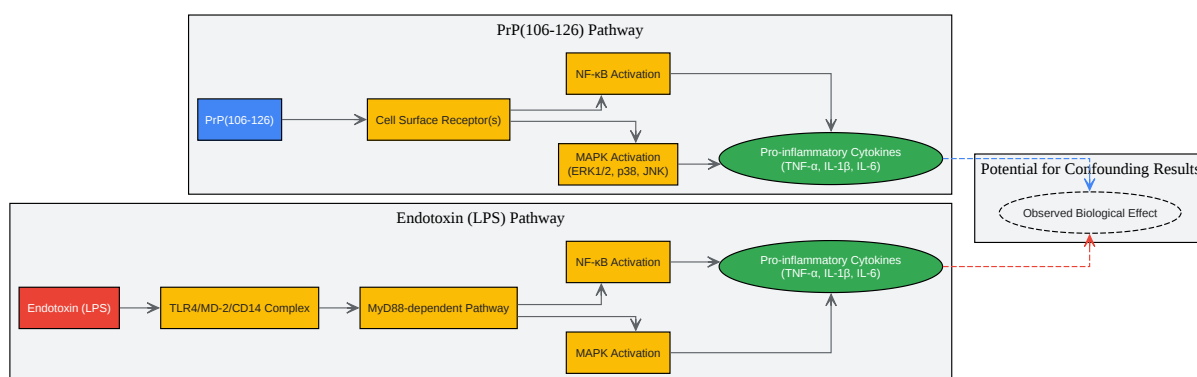 PrP(106-126) Pathway
NF-κB Activation
PrP(106-126)
Cell Surface Receptor(s)
MAPK Activation
(ERK1/2, p38, JNK)
Pro-inflammatory Cytokines
(TNF-α, IL-1β, IL-6)
Potential for Confounding Results
Observed Biological Effect
Endotoxin (LPS) Pathway
NF-κB Activation
Pro-inflammatory Cytokines
(TNF-α, IL-1β, IL-6)
Endotoxin (LPS)
TLR4/MD-2/CD14 Complex
MyD88-dependent Pathway
MAPK Activation